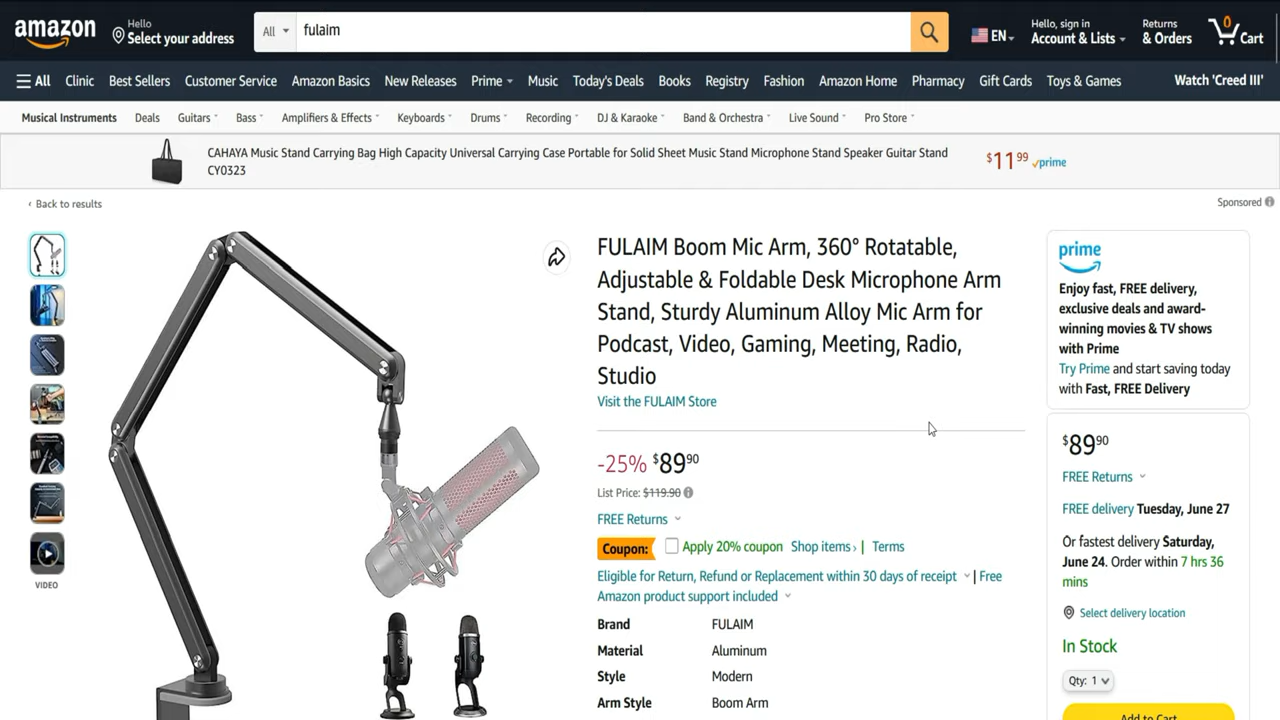 amazon
Hello
Select your address
All
fulaim
EN
Hello, sign in
Account & Lists
Returns
& Orders
0
Cart
All
Clinic
Best Sellers
Customer Service
Amazon Basics
New Releases
Prime
Music
Today's Deals
Books
Registry
Fashion
Amazon Home
Pharmacy
Gift Cards
Toys & Games
Watch 'Creed III'
Musical Instruments
Deals
Guitars
Bass
Amplifiers & Effects
Keyboards
Drums
Recording
DJ & Karaoke
Band & Orchestra
Live Sound
Pro Store
CAHAYA Music Stand Carrying Bag High Capacity Universal Carrying Case Portable for Solid Sheet Music Stand Microphone Stand Speaker Guitar Stand
CY0323
$11.99 prime
‹ Back to results
Sponsored
VIDEO
FULAIM Boom Mic Arm, 360° Rotatable,
Adjustable & Foldable Desk Microphone Arm
Stand, Sturdy Aluminum Alloy Mic Arm for
Podcast, Video, Gaming, Meeting, Radio,
Studio
Visit the FULAIM Store
-25% $89.90
List Price: $119.90
FREE Returns
Coupon: Apply 20% coupon Shop items › | Terms
Eligible for Return, Refund or Replacement within 30 days of receipt | Free
Amazon product support included
Brand FULAIM
Material Aluminum
Style Modern
Arm Style Boom Arm
prime
Enjoy fast, FREE delivery,
exclusive deals and award-
winning movies & TV shows
with Prime
Try Prime and start saving today
with Fast, FREE Delivery
$89.90
FREE Returns
FREE delivery Tuesday, June 27
Or fastest delivery Saturday,
June 24. Order within 7 hrs 36
mins
Select delivery location
In Stock
Qty: 1
Add to Cart